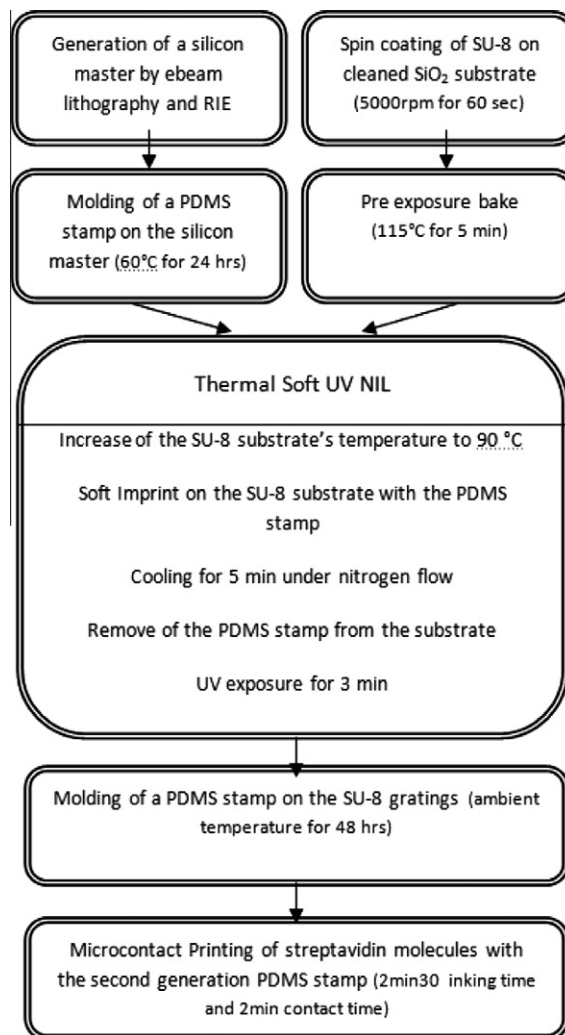 Generation of a silicon
master by ebeam
lithography and RIE
Spin coating of SU-8 on
cleaned SiO₂ substrate
(5000rpm for 60 sec)
Molding of a PDMS
stamp on the silicon
master (60°C for 24 hrs)
Pre exposure bake
(115°C for 5 min)
Thermal Soft UV NIL
Increase of the SU-8 substrate's temperature to 90 °C
Soft Imprint on the SU-8 substrate with the PDMS
stamp
Cooling for 5 min under nitrogen flow
Remove of the PDMS stamp from the substrate
UV exposure for 3 min
Molding of a PDMS stamp on the SU-8 gratings (ambient
temperature for 48 hrs)
Microcontact Printing of streptavidin molecules with
the second generation PDMS stamp (2min30 inking time
and 2min contact time)